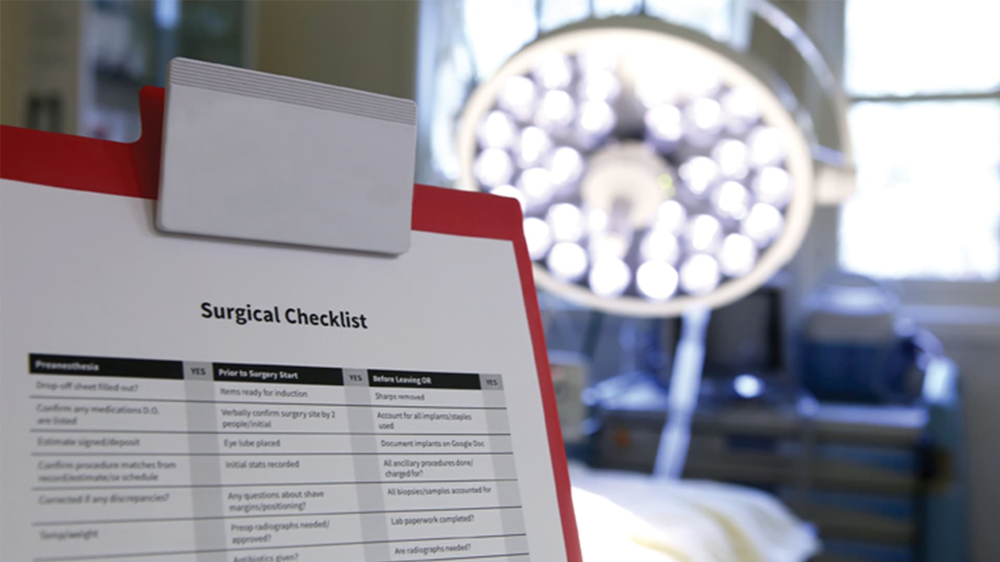 Surgical Checklist
Preanesthesia
YES
Drop-off sheet filled out?
Confirm any medications D.O.
are listed
Estimate signed/deposit
Confirm procedure matches from
record/estimate/sx schedule
Corrected if any discrepancies?
Temp/weight
Prior to Surgery Start
YES
Items ready for induction
Verbally confirm surgery site by 2
people/initial
Eye lube placed
Initial stats recorded
Any questions about shave
margins/positioning?
Preop radiographs needed/
approved?
Antibiotics given?
Before Leaving OR
YES
Sharps removed
Account for all implants/staples
used
Document implants on Google Doc
All ancillary procedures done/
charged for?
All biopsies/samples accounted for
Lab paperwork completed?
Are radiographs needed?